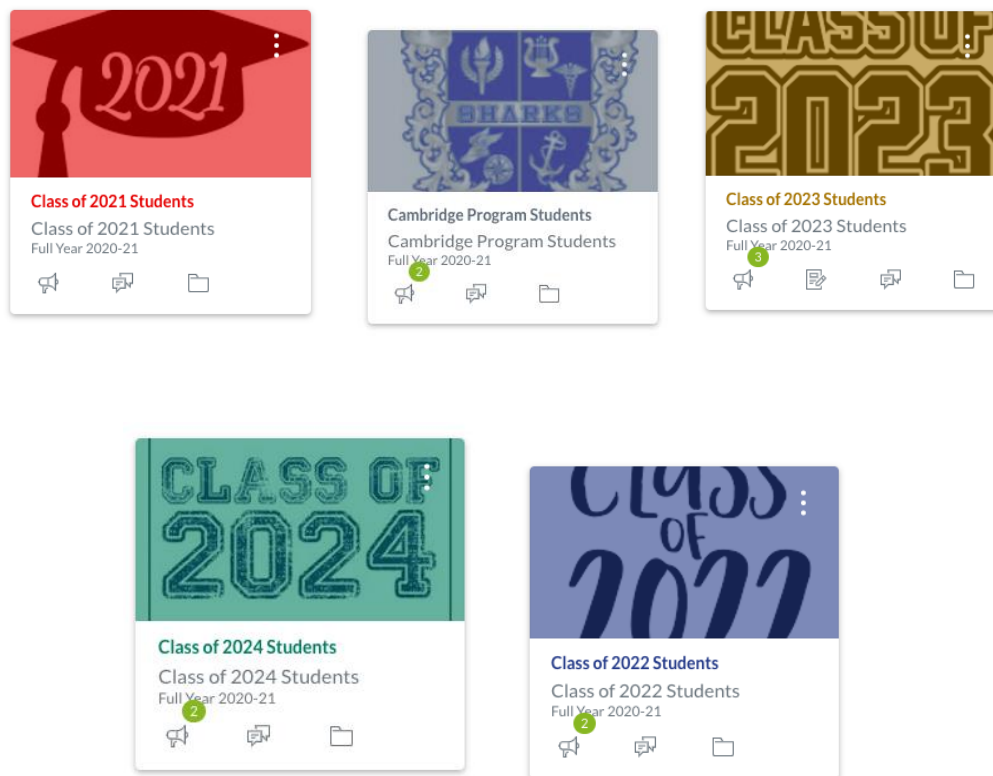 2021
Class of 2021 Students
Class of 2021 Students
Full Year 2020-21
SHARKS
Cambridge Program Students
Cambridge Program Students
Full Year 2020-21
2
CLASS OF
2023
Class of 2023 Students
Class of 2023 Students
Full Year 2020-21
3
CLASS OF
2024
Class of 2024 Students
Class of 2024 Students
Full Year 2020-21
2
CLASS
OF
2022
Class of 2022 Students
Class of 2022 Students
Full Year 2020-21
2